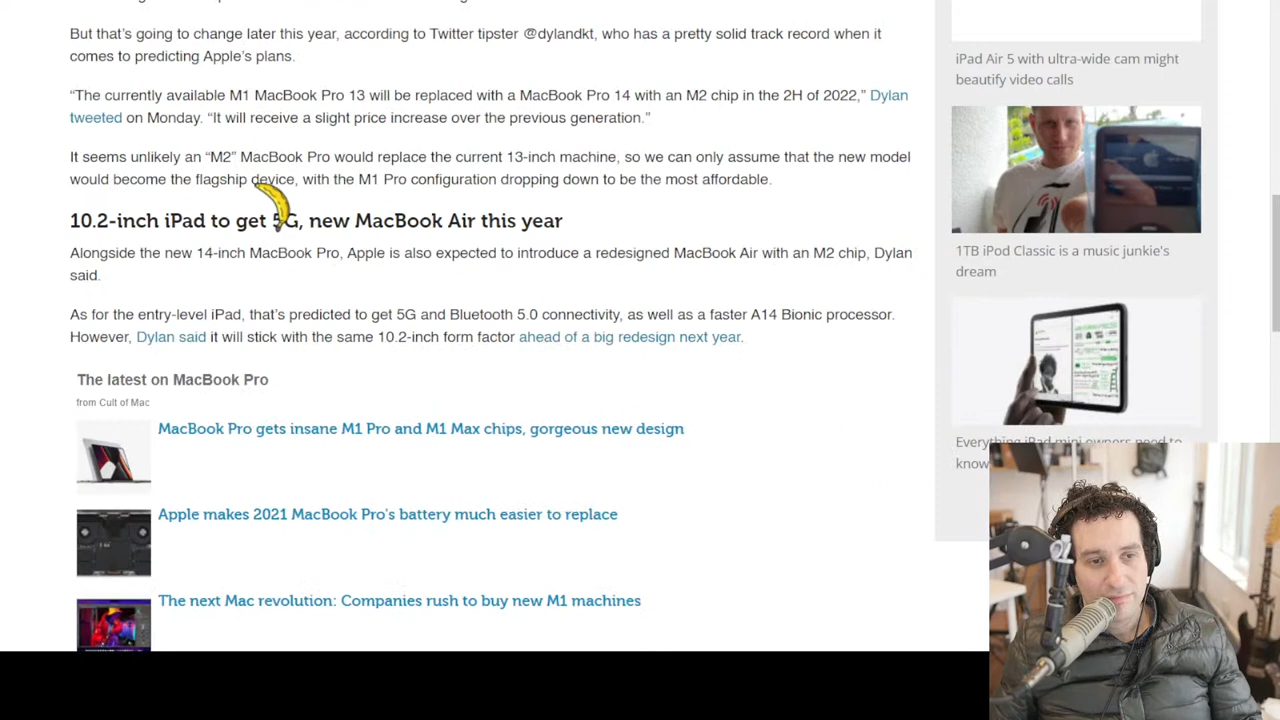 But that's going to change later this year, according to Twitter tipster @dylandkt, who has a pretty solid track record when it
comes to predicting Apple's plans.
“The currently available M1 MacBook Pro 13 will be replaced with a MacBook Pro 14 with an M2 chip in the 2H of 2022,” Dylan
tweeted on Monday. “It will receive a slight price increase over the previous generation.”
It seems unlikely an “M2” MacBook Pro would replace the current 13-inch machine, so we can only assume that the new model
would become the flagship device, with the M1 Pro configuration dropping down to be the most affordable.
10.2-inch iPad to get 5G, new MacBook Air this year
Alongside the new 14-inch MacBook Pro, Apple is also expected to introduce a redesigned MacBook Air with an M2 chip, Dylan
said.
As for the entry-level iPad, that's predicted to get 5G and Bluetooth 5.0 connectivity, as well as a faster A14 Bionic processor.
However, Dylan said it will stick with the same 10.2-inch form factor ahead of a big redesign next year.
The latest on MacBook Pro
from Cult of Mac
MacBook Pro gets insane M1 Pro and M1 Max chips, gorgeous new design
Apple makes 2021 MacBook Pro's battery much easier to replace
The next Mac revolution: Companies rush to buy new M1 machines
iPad Air 5 with ultra-wide cam might
beautify video calls
1TB iPod Classic is a music junkie's
dream
Everything iPad mini owners need to
know